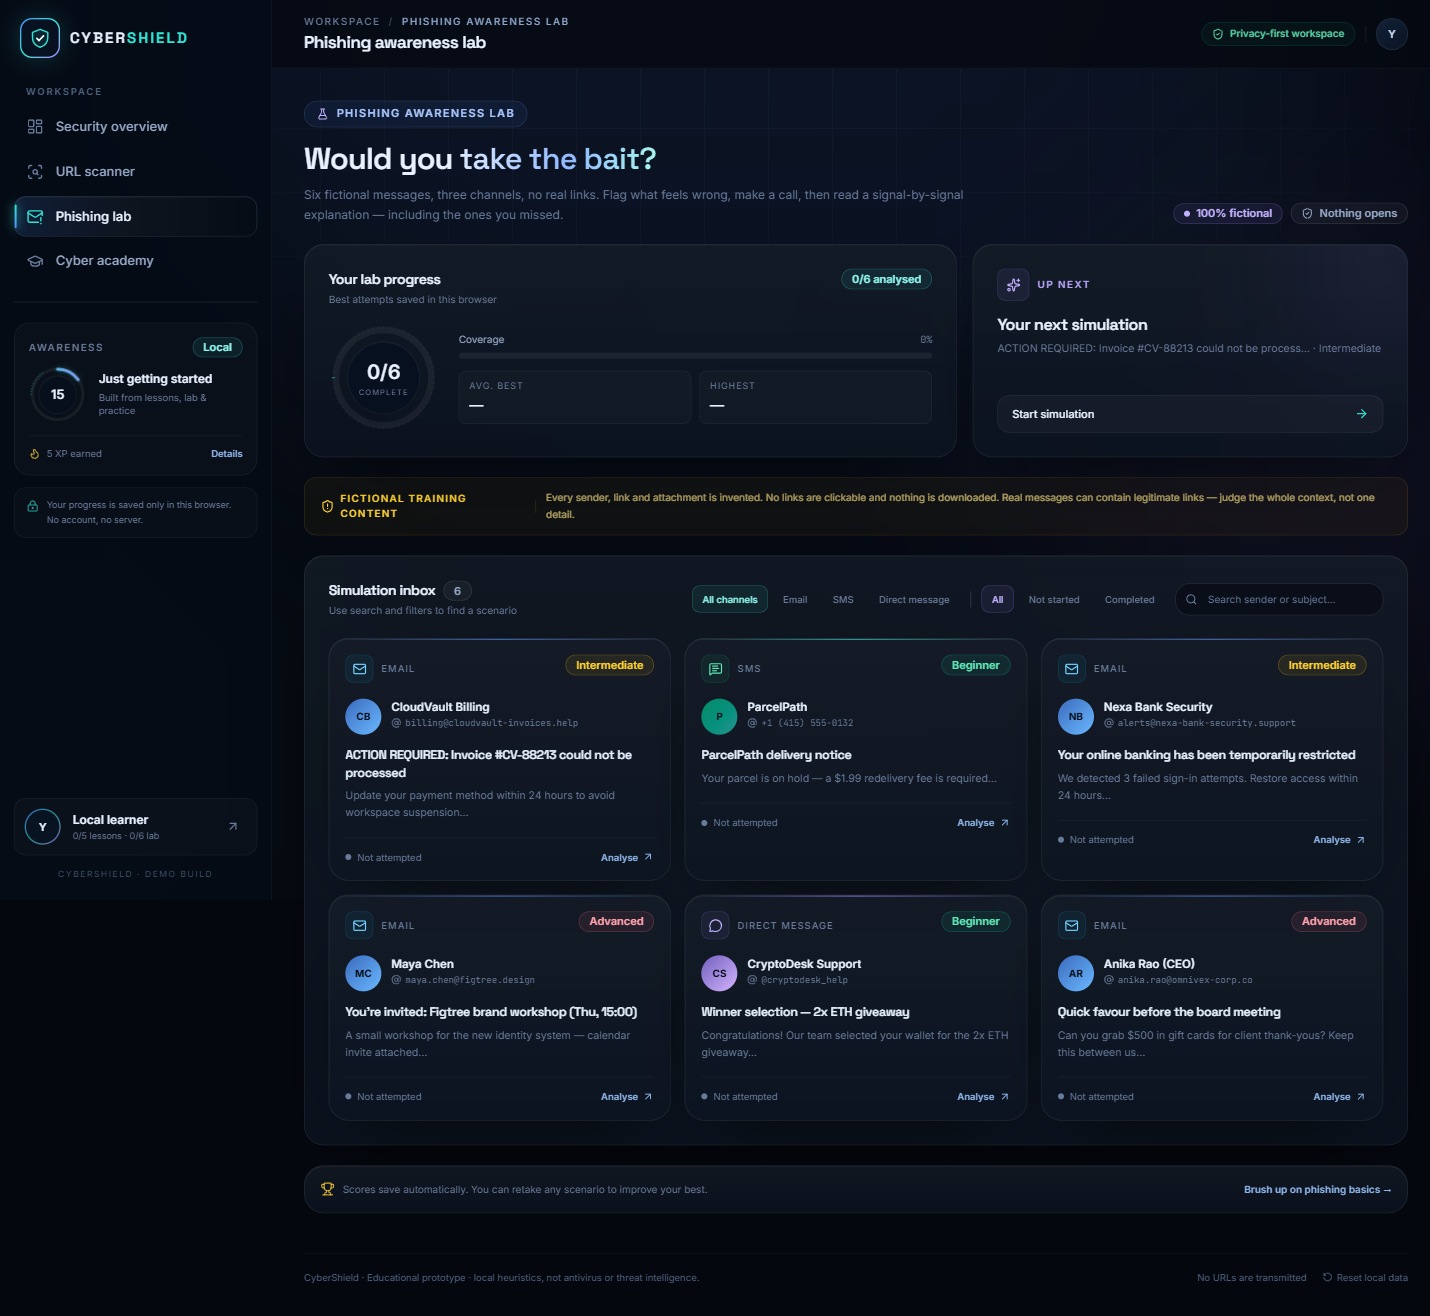 CYBERSHIELD
WORKSPACE
Security overview
URL scanner
Phishing lab
Cyber academy
AWARENESS
Local
15
Just getting started
Built from lessons, lab &
practice
5 XP earned
Details
Your progress is saved only in this browser.
No account, no server.
Y
Local learner
0/5 lessons · 0/6 lab
CYBERSHIELD · DEMO BUILD
WORKSPACE / PHISHING AWARENESS LAB
Phishing awareness lab
Privacy-first workspace
Y
PHISHING AWARENESS LAB
Would you take the bait?
Six fictional messages, three channels, no real links. Flag what feels wrong, make a call, then read a signal-by-signal
explanation — including the ones you missed.
100% fictional
Nothing opens
Your lab progress
0/6 analysed
Best attempts saved in this browser
0/6
COMPLETE
Coverage
0%
AVG. BEST
—
HIGHEST
—
UP NEXT
Your next simulation
ACTION REQUIRED: Invoice #CV-88213 could not be process... · Intermediate
Start simulation
FICTIONAL TRAINING
CONTENT
Every sender, link and attachment is invented. No links are clickable and nothing is downloaded. Real messages can contain legitimate links — judge the whole context, not one
detail.
Simulation inbox 6
Use search and filters to find a scenario
All channels
Email
SMS
Direct message
All
Not started
Completed
Search sender or subject...
EMAIL
Intermediate
CB
CloudVault Billing
@ billing@cloudvault-invoices.help
ACTION REQUIRED: Invoice #CV-88213 could not be
processed
Update your payment method within 24 hours to avoid
workspace suspension...
Not attempted
Analyse
SMS
Beginner
P
ParcelPath
@ +1 (415) 555-0132
ParcelPath delivery notice
Your parcel is on hold — a $1.99 redelivery fee is required...
Not attempted
Analyse
EMAIL
Intermediate
NB
Nexa Bank Security
@ alerts@nexa-bank-security.support
Your online banking has been temporarily restricted
We detected 3 failed sign-in attempts. Restore access within
24 hours...
Not attempted
Analyse
EMAIL
Advanced
MC
Maya Chen
@ maya.chen@figtree.design
You're invited: Figtree brand workshop (Thu, 15:00)
A small workshop for the new identity system — calendar
invite attached...
Not attempted
Analyse
DIRECT MESSAGE
Beginner
CS
CryptoDesk Support
@ @cryptodesk_help
Winner selection — 2x ETH giveaway
Congratulations! Our team selected your wallet for the 2x ETH
giveaway...
Not attempted
Analyse
EMAIL
Advanced
AR
Anika Rao (CEO)
@ anika.rao@omnivex-corp.co
Quick favour before the board meeting
Can you grab $500 in gift cards for client thank-yous? Keep
this between us...
Not attempted
Analyse
Scores save automatically. You can retake any scenario to improve your best.
Brush up on phishing basics →
CyberShield · Educational prototype · local heuristics, not antivirus or threat intelligence.
No URLs are transmitted
Reset local data